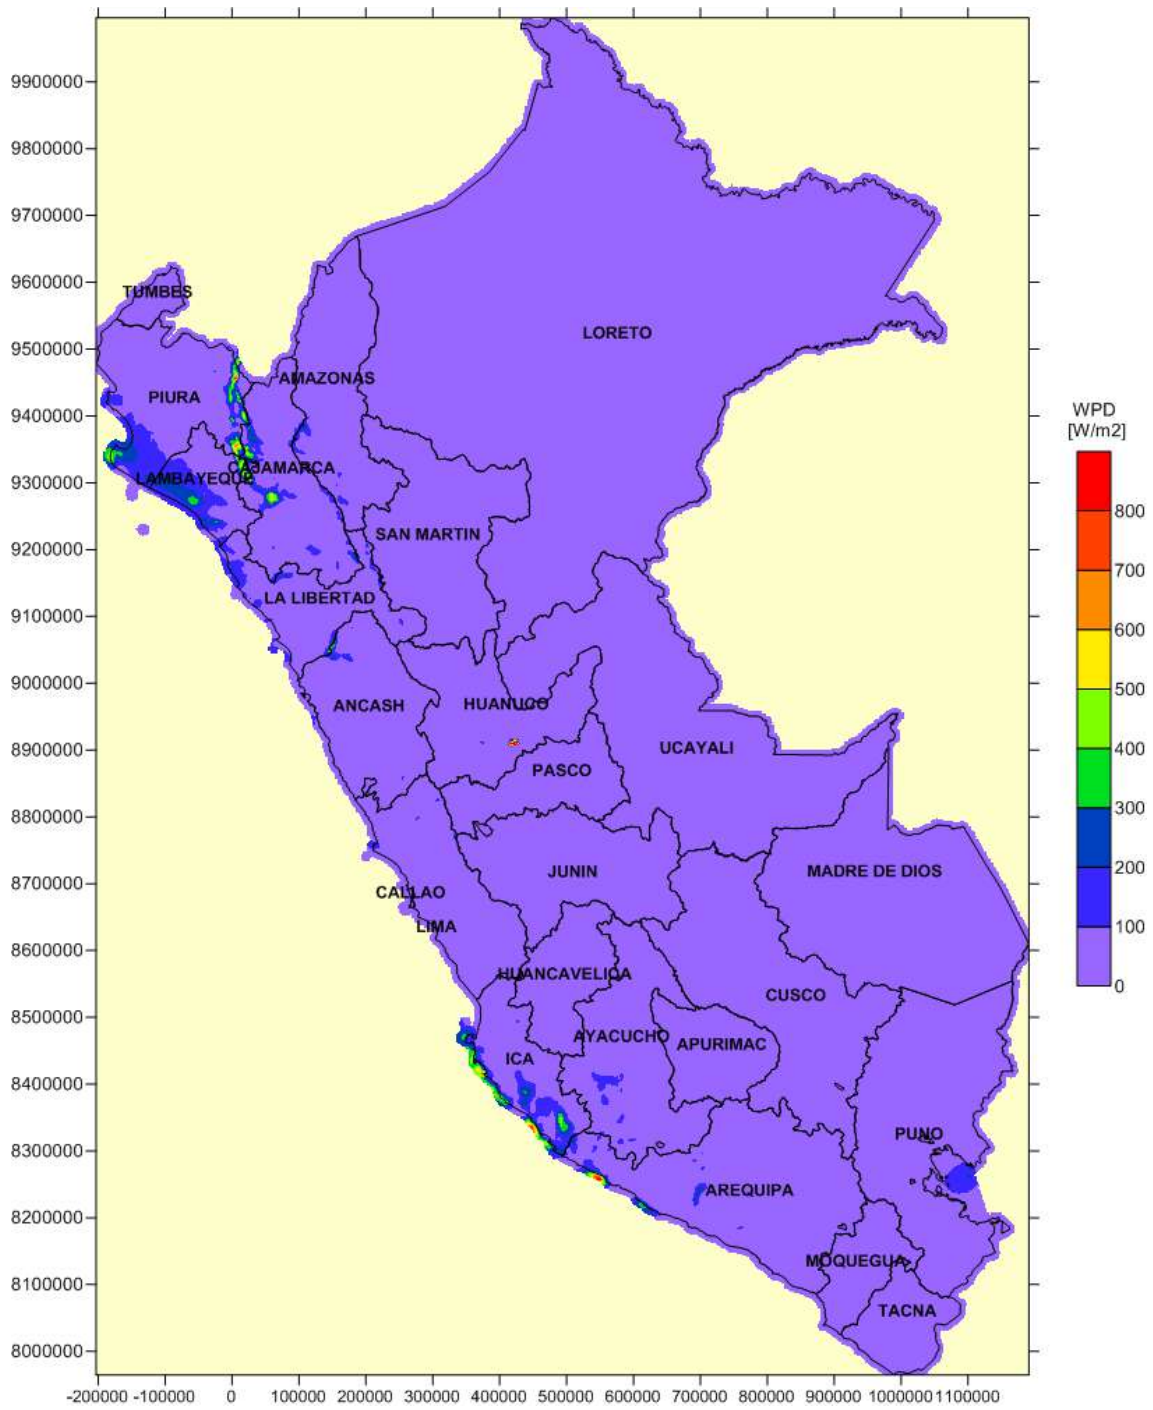 9900000
9800000
9700000
9600000
9500000
9400000
9300000
9200000
9100000
9000000
8900000
8800000
8700000
8600000
8500000
8400000
8300000
8200000
8100000
8000000
TUMBES
LORETO
AMAZONAS
PIURA
CAJAMARCA
LAMBAYEQUE
SAN MARTIN
LA LIBERTAD
ANCASH
HUANUCO
UCAYALI
PASCO
JUNIN
MADRE DE DIOS
CALLAO
LIMA
HUANCAVELICA
CUSCO
AYACUCHO
APURIMAC
ICA
PUNO
AREQUIPA
MOQUEGUA
TACNA
WPD
[W/m2]
800
700
600
500
400
300
200
100
0
-200000 -100000 0 100000 200000 300000 400000 500000 600000 700000 800000 900000 1000000 1100000